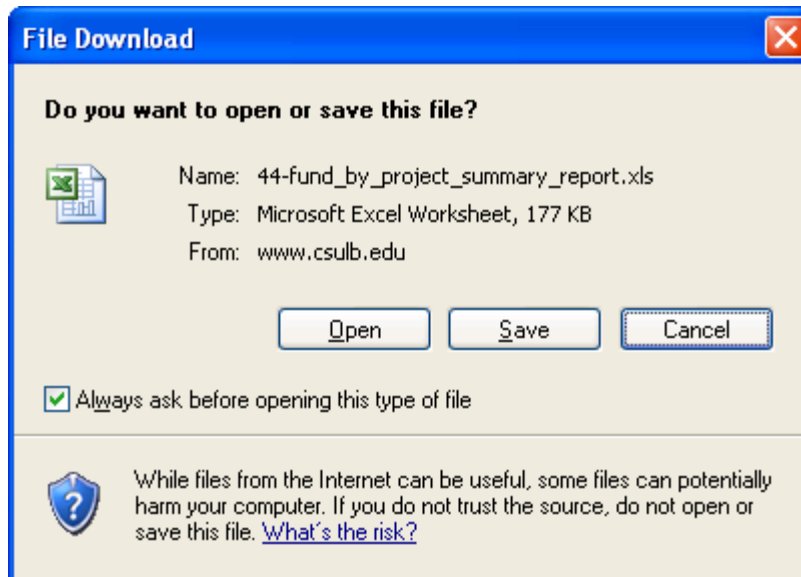 File Download
Do you want to open or save this file?
Name: 44-fund_by_project_summary_report.xls
Type: Microsoft Excel Worksheet, 177 KB
From: www.csulb.edu
Open Save Cancel
Always ask before opening this type of file
While files from the Internet can be useful, some files can potentially
harm your computer. If you do not trust the source, do not open or
save this file. What's the risk?